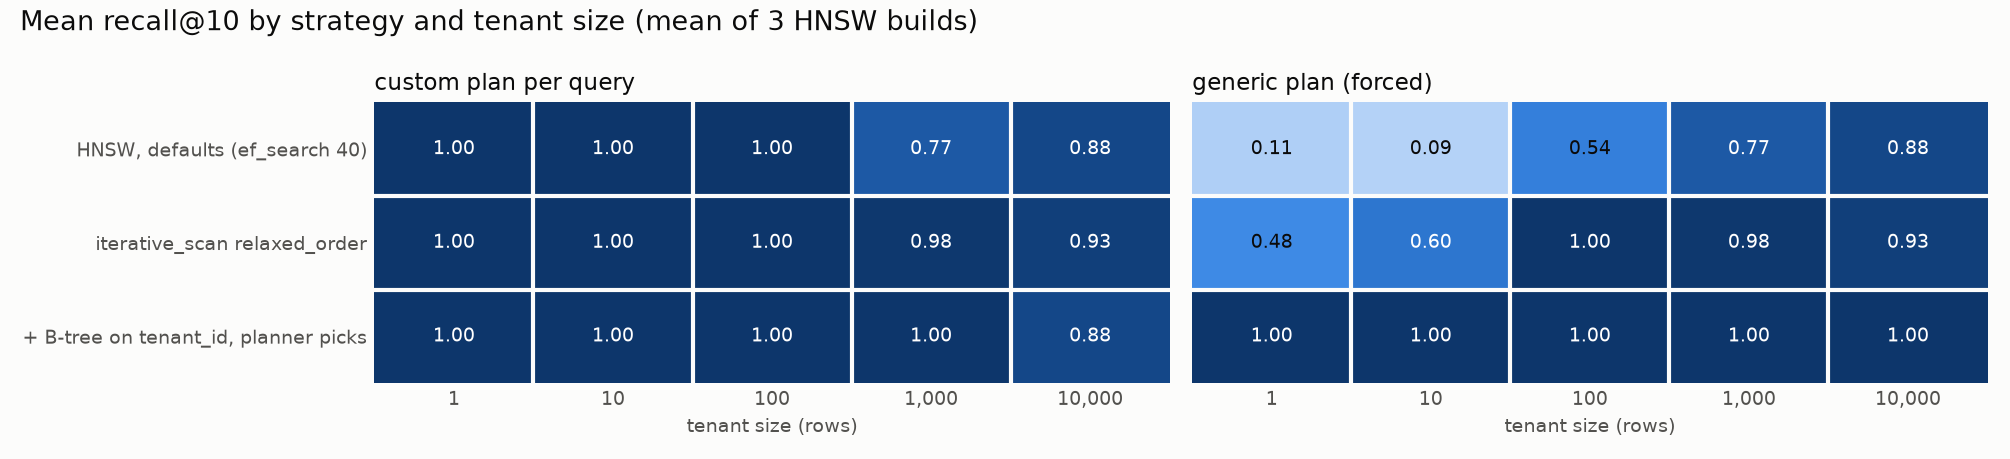 Mean recall@10 by strategy and tenant size (mean of 3 HNSW builds)
custom plan per query
generic plan (forced)
HNSW, defaults (ef_search 40) 1.00 1.00 1.00 0.77 0.88 0.11 0.09 0.54 0.77 0.88
iterative_scan relaxed_order 1.00 1.00 1.00 0.98 0.93 0.48 0.60 1.00 0.98 0.93
+ B-tree on tenant_id, planner picks 1.00 1.00 1.00 1.00 0.88 1.00 1.00 1.00 1.00 1.00
1 10 100 1,000 10,000 1 10 100 1,000 10,000
tenant size (rows)
tenant size (rows)